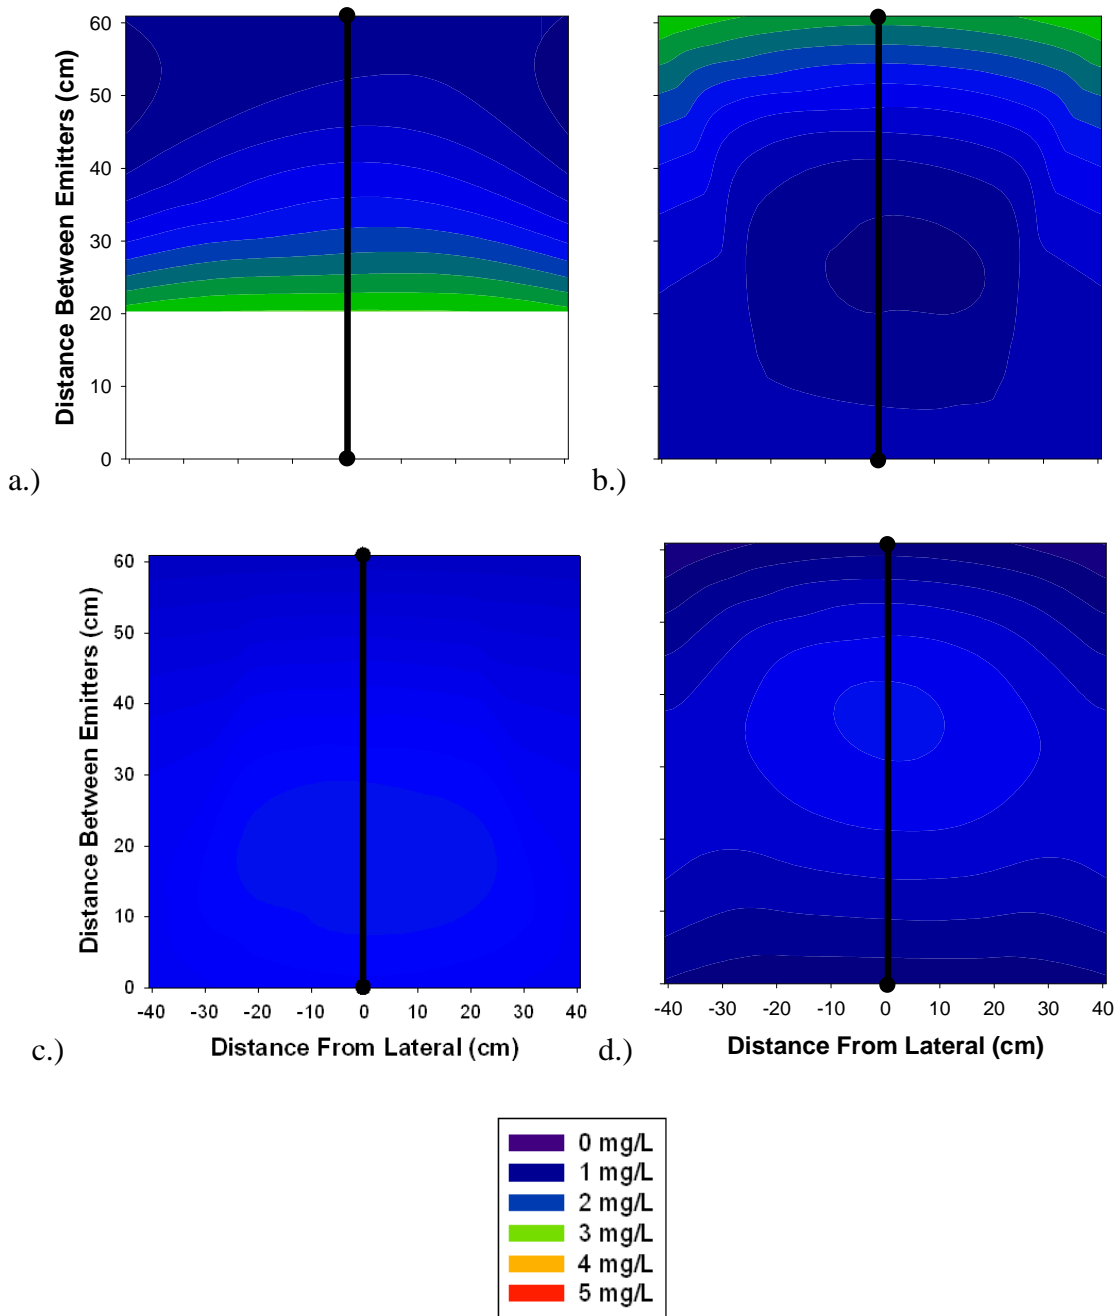 60
50
40
30
20
10
0
Distance Between Emitters (cm)
a.)
b.)
60
50
40
30
20
10
0
Distance Between Emitters (cm)
-40 -30 -20 -10 0 10 20 30 40
-40 -30 -20 -10 0 10 20 30 40
c.)
Distance From Lateral (cm)
d.)
Distance From Lateral (cm)
0 mg/L
1 mg/L
2 mg/L
3 mg/L
4 mg/L
5 mg/L